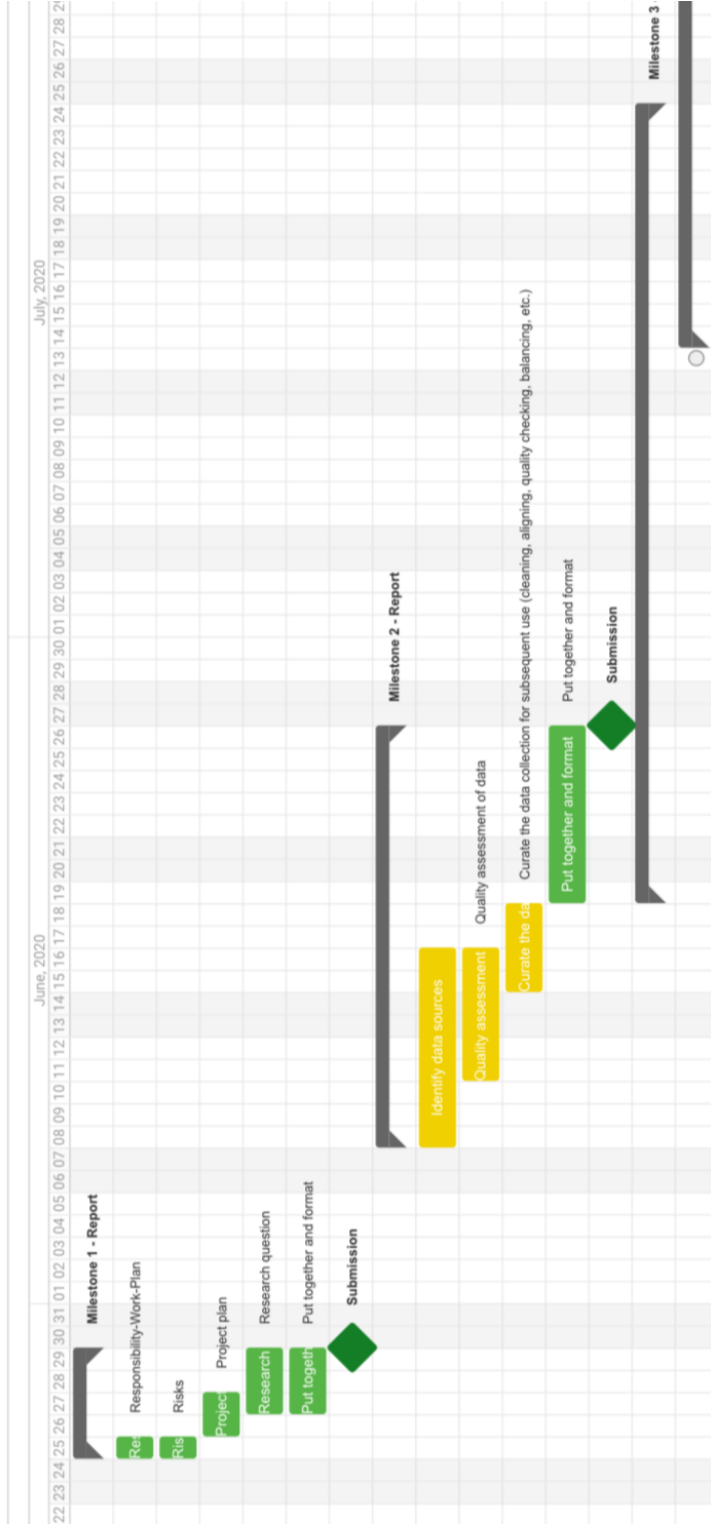 June, 2020 July, 2020
22 23 24 25 26 27 28 29 30 31 01 02 03 04 05 06 07 08 09 10 11 12 13 14 15 16 17 18 19 20 21 22 23 24 25 26 27 28 29 30 01 02 03 04 05 06 07 08 09 10 11 12 13 14 15 16 17 18 19 20 21 22 23 24 25 26 27 28
Milestone 1 - Report
Res Responsibility-Work-Plan
Ris Risks
Projec Project plan
Research Research question
Put togeth Put together and format
Submission
Milestone 2 - Report
Identify data sources
Quality assessment Quality assessment of data
Curate the da Curate the data collection for subsequent use (cleaning, aligning, quality checking, balancing, etc.)
Put together and format Put together and format
Submission
Milestone 3 -